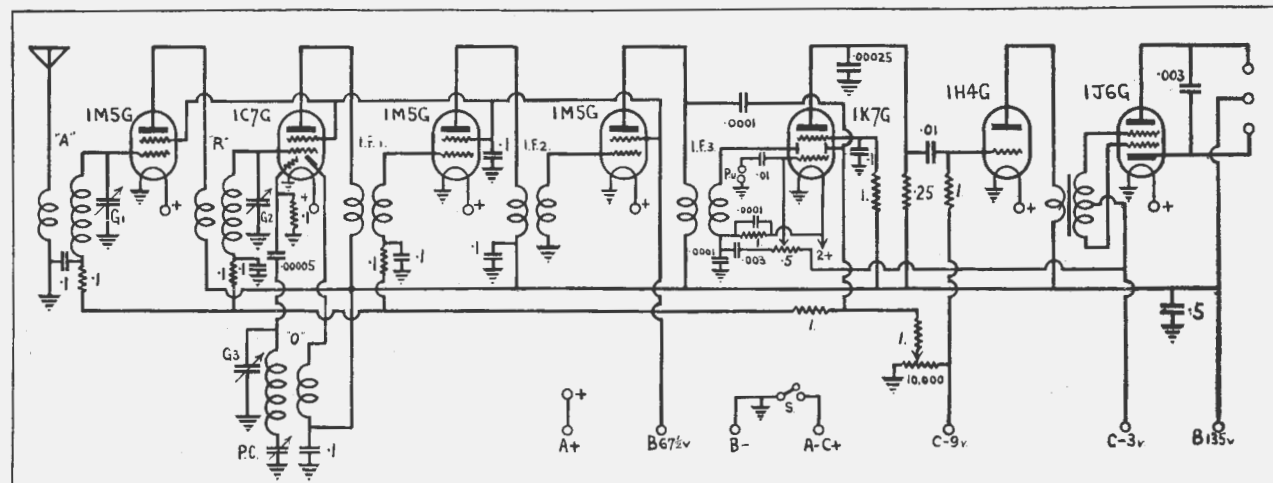 1M5G
1C7G
1M5G
1M5G
1K7G
1H4G
1J6G
"A"
"R"
I.F.1.
I.F.2.
I.F.3.
.00025
.003
.0001
.01
.1
.1
G1
G2
+
+
+
+
+
+
P.U.
.01
1.
.25
1
.1
.1
.1
.1
.1
.1
.1
.00005
.0001
1.
.0001
.003
.5
2+
"O"
G3
P.C.
.1
1.
1.
10,000
.5
+
A+
B67½v
B-
S.
A-C+
C-9v.
C-3v.
B135v